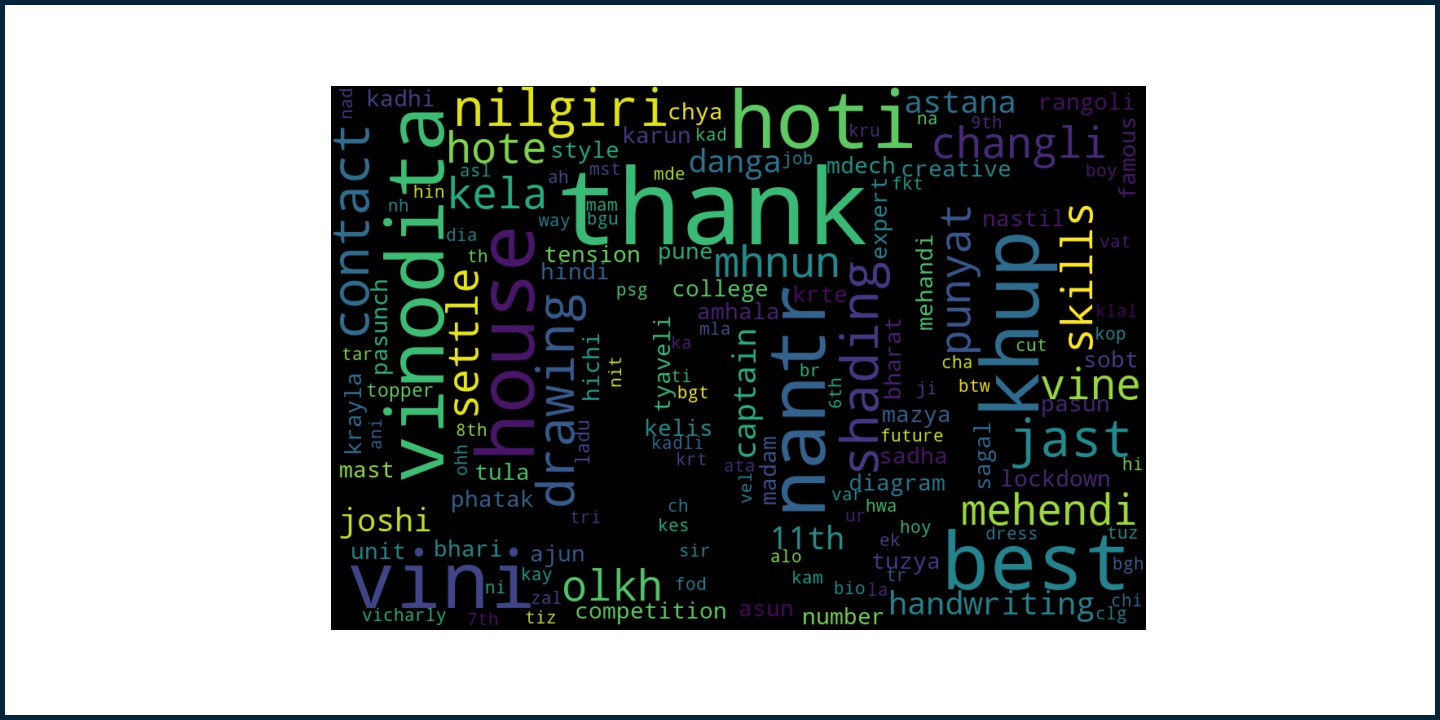 nad
kadhi
nilgiri
chya
hoti
astana
rangoli
contact
vinodita
hote
style
karun
kad
kru
na
9th
changli
famous
asl
hin
nh
kela
ah
mst
mde
danga
job
mdech
creative
boy
fkt
way
mam
bgu
thank
expert
punyat
nastil
skills
vat
dia
th
house
tension
pune
mhnun
hindi
mehandi
khup
settle
drawing
psg
college
krte
shading
pasunch
amhala
mla
klal
tar
hichi
nit
tyaveli
ka
captain
nantr
bharat
cut
kop
topper
ti
bgt
br
6th
cha
ji
btw
sobt
vine
krayla
ani
8th
ladu
kelis
kadli
mazya
pasun
future
jast
mast
ohh
tula
krt
ata
vel
madam
sadha
sagal
hi
lockdown
phatak
diagram
var
joshi
tri
ch
kes
hwa
ur
hoy
mehendi
unit
bhari
ajun
sir
11th
alo
ek
dress
tuz
vini
kay
ni
zal
olkh
fod
kam
bio
la
tuzya
tr
best
bgh
vicharly
7th
tiz
competition
asun
number
handwriting
chi
clg